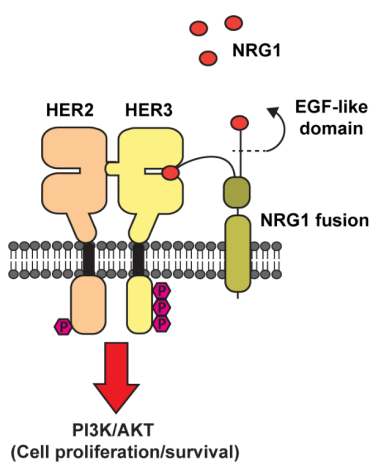 NRG1
HER2
HER3
EGF-like
domain
NRG1 fusion
P
P
P
P
PI3K/AKT
(Cell proliferation/survival)